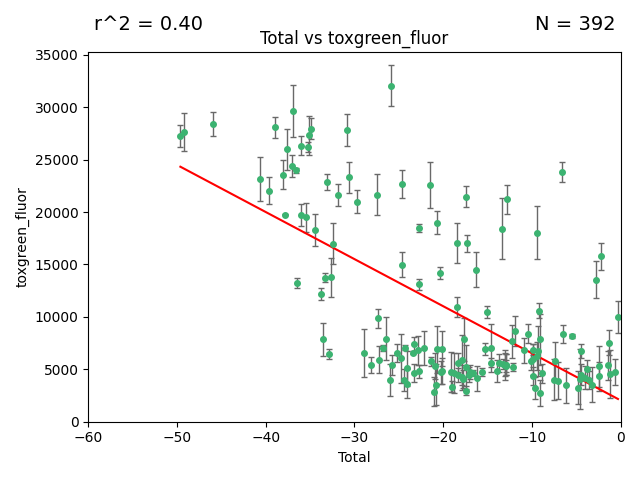 r^2 = 0.40 N = 392
Total vs toxgreen_fluor
35000
30000
25000
20000
15000
10000
5000
0
toxgreen_fluor
−60 −50 −40 −30 −20 −10 0
Total